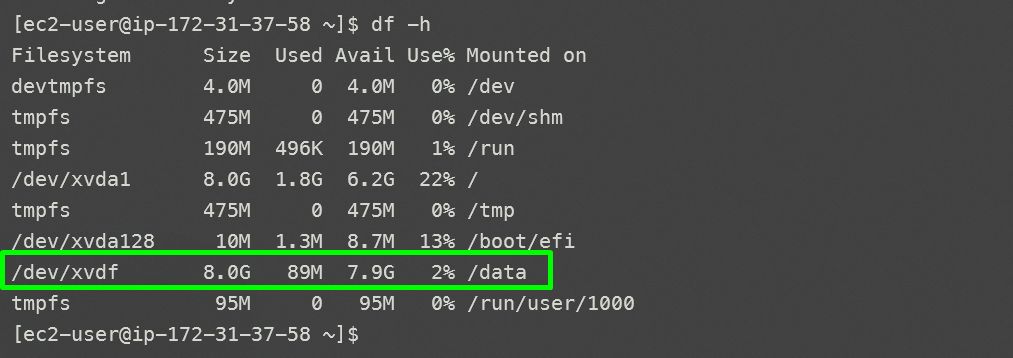 [ec2-user@ip-172-31-37-58 ~]$ df -h
Filesystem      Size  Used Avail Use% Mounted on
devtmpfs        4.0M     0  4.0M   0% /dev
tmpfs           475M     0  475M   0% /dev/shm
tmpfs           190M  496K  190M   1% /run
/dev/xvda1      8.0G  1.8G  6.2G  22% /
tmpfs           475M     0  475M   0% /tmp
/dev/xvda128     10M  1.3M  8.7M  13% /boot/efi
/dev/xvdf       8.0G   89M  7.9G   2% /data
tmpfs            95M     0   95M   0% /run/user/1000
[ec2-user@ip-172-31-37-58 ~]$